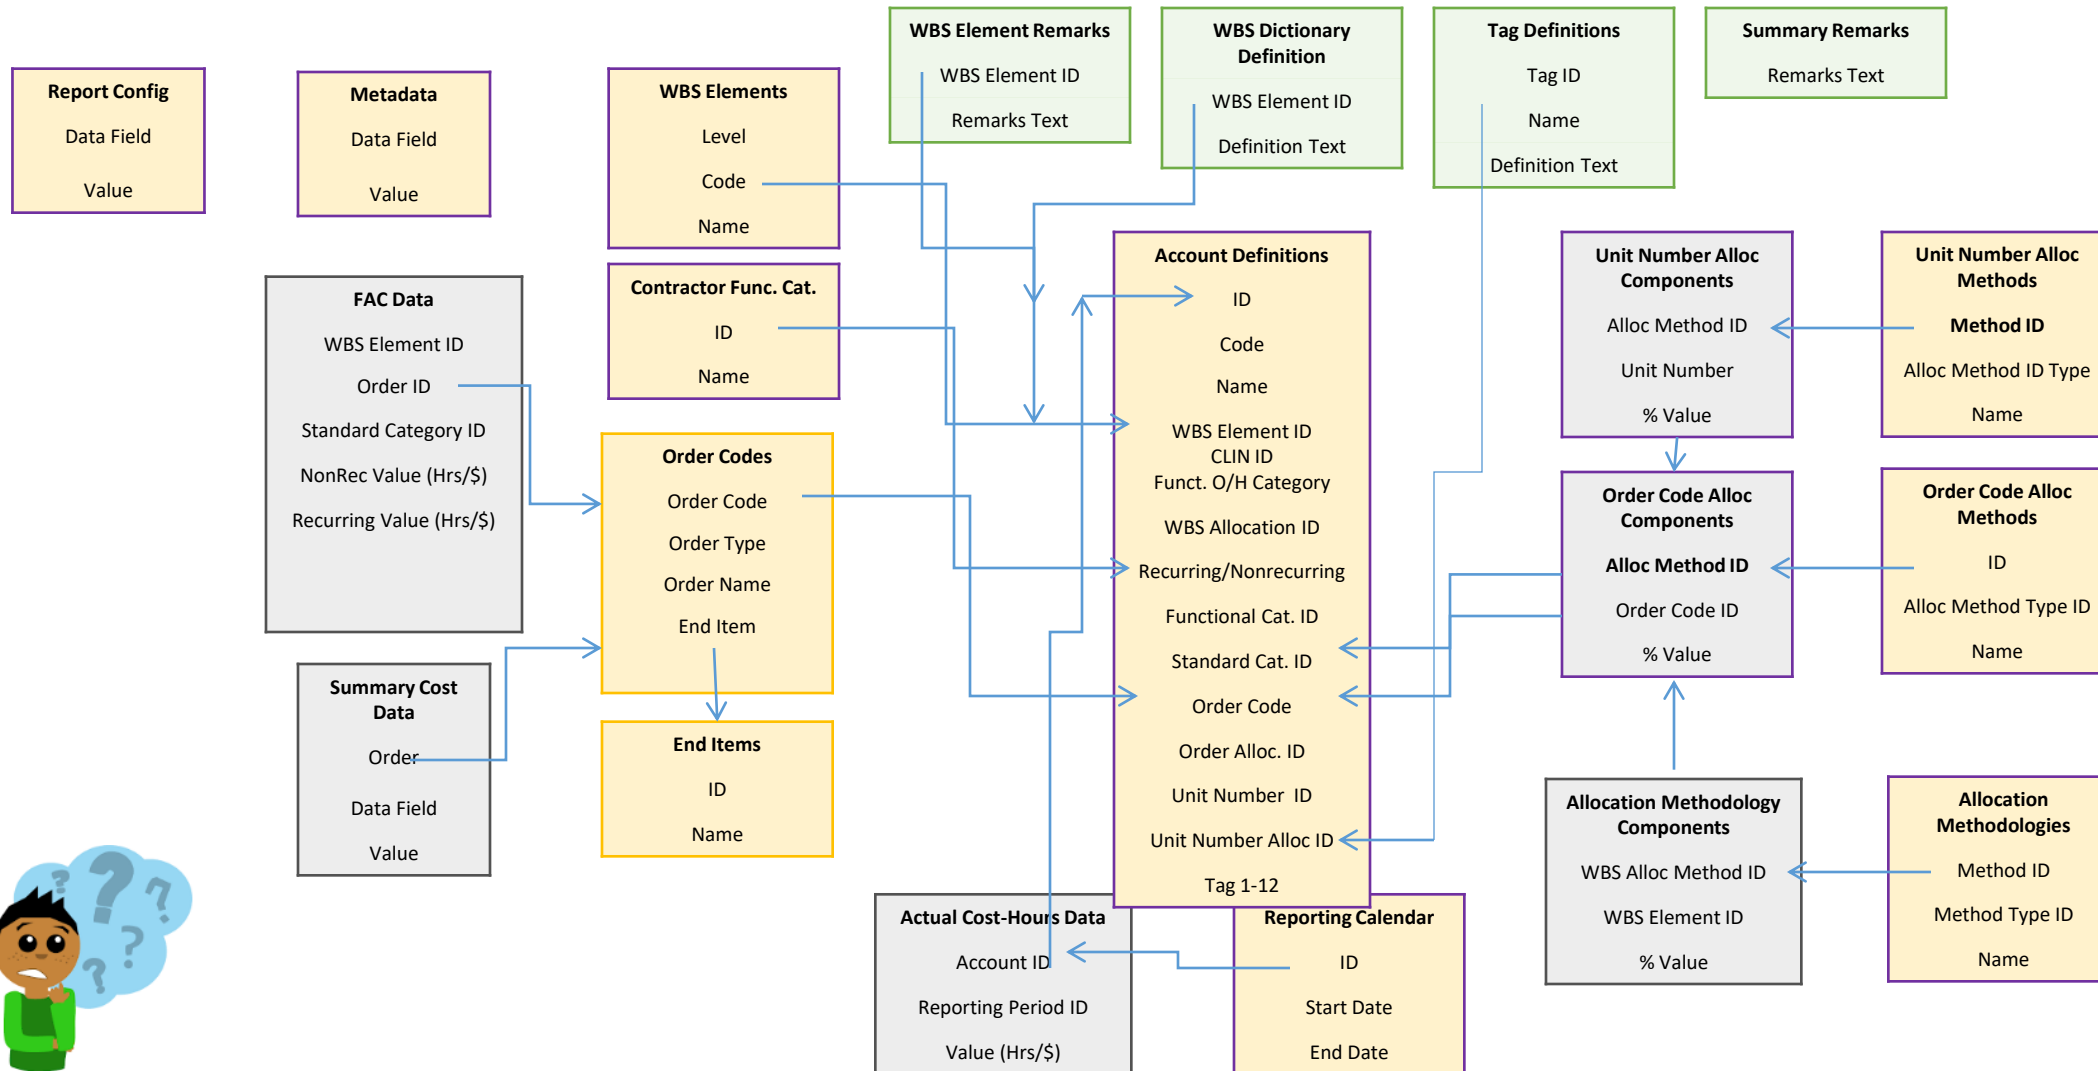 Report Config
Data Field
Value
Metadata
Data Field
Value
WBS Elements
Level
Code
Name
WBS Element Remarks
WBS Element ID
Remarks Text
WBS Dictionary
Definition
WBS Element ID
Definition Text
Tag Definitions
Tag ID
Name
Definition Text
Summary Remarks
Remarks Text
FAC Data
WBS Element ID
Order ID
Standard Category ID
NonRec Value (Hrs/$)
Recurring Value (Hrs/$)
Contractor Func. Cat.
ID
Name
Order Codes
Order Code
Order Type
Order Name
End Item
Summary Cost
Data
Order
Data Field
Value
End Items
ID
Name
Account Definitions
ID
Code
Name
WBS Element ID
CLIN ID
Funct. O/H Category
WBS Allocation ID
Recurring/Nonrecurring
Functional Cat. ID
Standard Cat. ID
Order Code
Order Alloc. ID
Unit Number ID
Unit Number Alloc ID
Tag 1-12
Actual Cost-Hours Data
Account ID
Reporting Period ID
Value (Hrs/$)
Reporting Calendar
ID
Start Date
End Date
Unit Number Alloc
Components
Alloc Method ID
Unit Number
% Value
Unit Number Alloc
Methods
Method ID
Alloc Method ID Type
Name
Order Code Alloc
Components
Alloc Method ID
Order Code ID
% Value
Order Code Alloc
Methods
ID
Alloc Method Type ID
Name
Allocation Methodology
Components
WBS Alloc Method ID
WBS Element ID
% Value
Allocation
Methodologies
Method ID
Method Type ID
Name
? ? ? ? ?